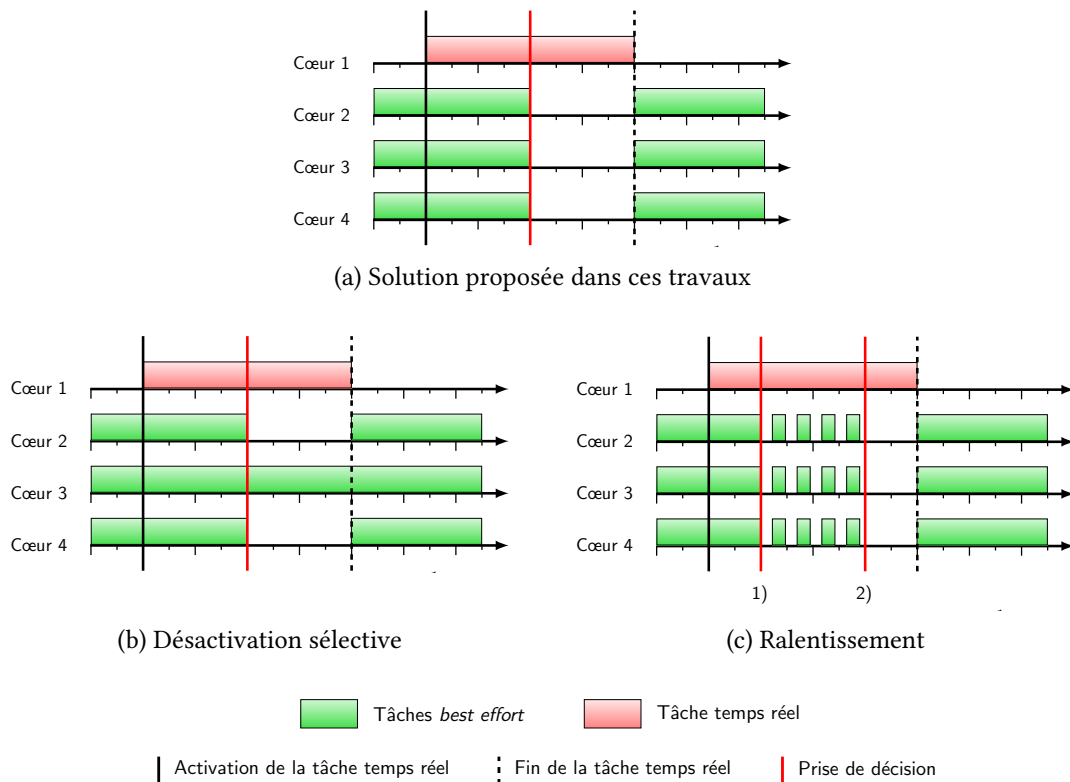 Cœur 1
Cœur 2
Cœur 3
Cœur 4
(a) Solution proposée dans ces travaux
Cœur 1
Cœur 2
Cœur 3
Cœur 4
(b) Désactivation sélective
Cœur 1
Cœur 2
Cœur 3
Cœur 4
1) 2)
(c) Ralentissement
Tâches best effort Tâche temps réel
Activation de la tâche temps réel Fin de la tâche temps réel Prise de décision